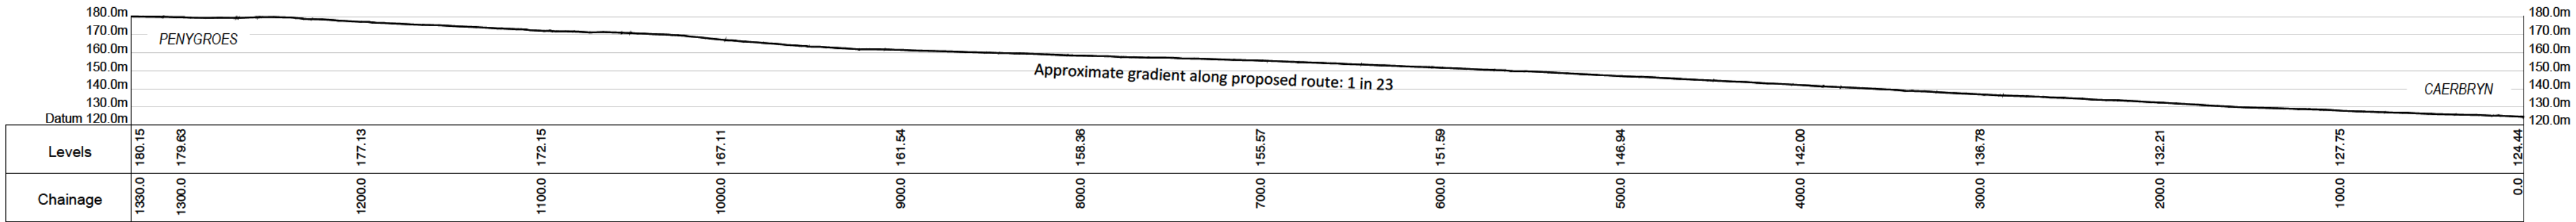 180.0m 180.0m
170.0m PENYGROES 170.0m
160.0m 160.0m
150.0m Approximate gradient along proposed route: 1 in 23 150.0m
140.0m CAERBRYN 140.0m
130.0m 130.0m
Datum 120.0m 120.0m
Levels 180.15 179.63 177.13 172.15 167.11 161.54 158.36 155.57 151.59 146.94 142.00 136.78 132.21 127.75 124.44
Chainage 1330.0 1300.0 1200.0 1100.0 1000.0 900.0 800.0 700.0 600.0 500.0 400.0 300.0 200.0 100.0 0.0